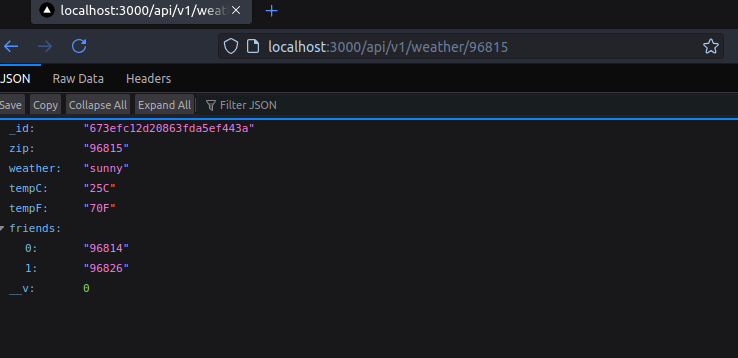 localhost:3000/api/v1/weat
localhost:3000/api/v1/weather/96815
JSON Raw Data Headers
Save Copy Collapse All Expand All Filter JSON
_id: "673efc12d20863fda5ef443a"
zip: "96815"
weather: "sunny"
tempC: "25C"
tempF: "70F"
friends:
0: "96814"
1: "96826"
__v: 0